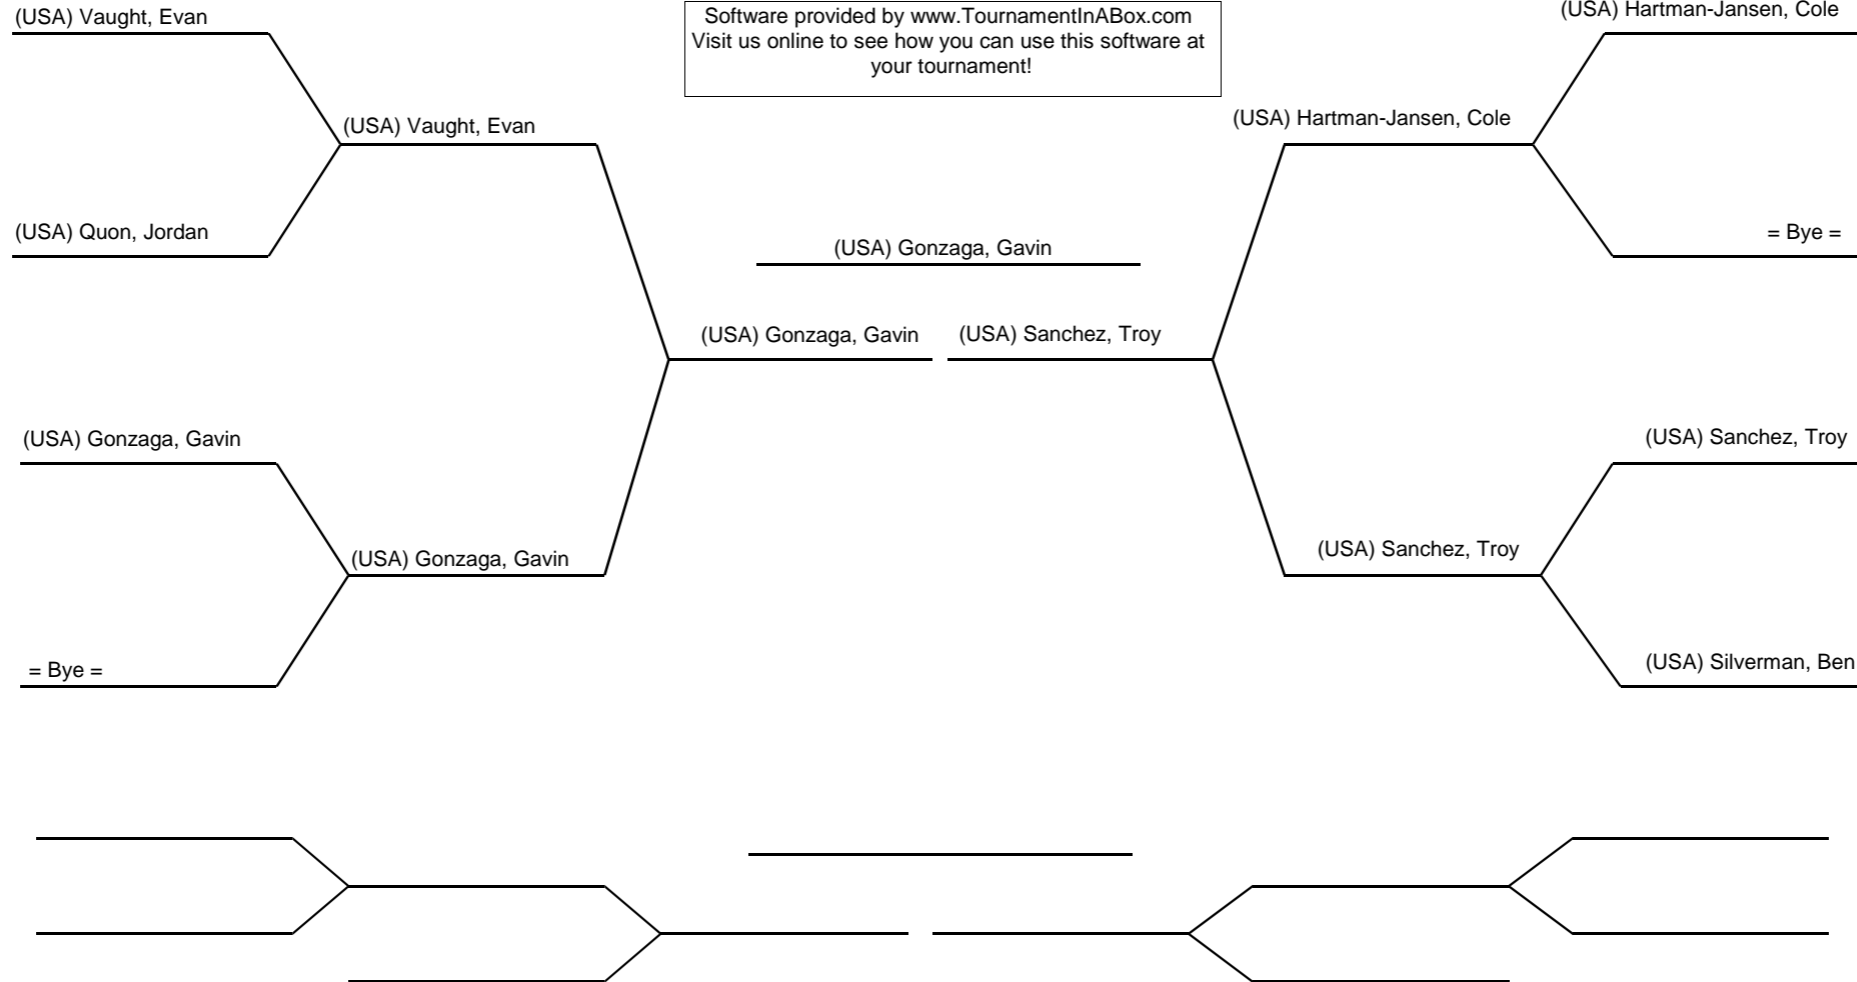 (USA) Vaught, Evan
Software provided by www.TournamentInABox.com
Visit us online to see how you can use this software at
your tournament!
(USA) Hartman-Jansen, Cole
(USA) Vaught, Evan
(USA) Hartman-Jansen, Cole
(USA) Quon, Jordan
(USA) Gonzaga, Gavin
= Bye =
(USA) Gonzaga, Gavin
(USA) Sanchez, Troy
(USA) Gonzaga, Gavin
(USA) Sanchez, Troy
(USA) Gonzaga, Gavin
(USA) Sanchez, Troy
= Bye =
(USA) Silverman, Ben